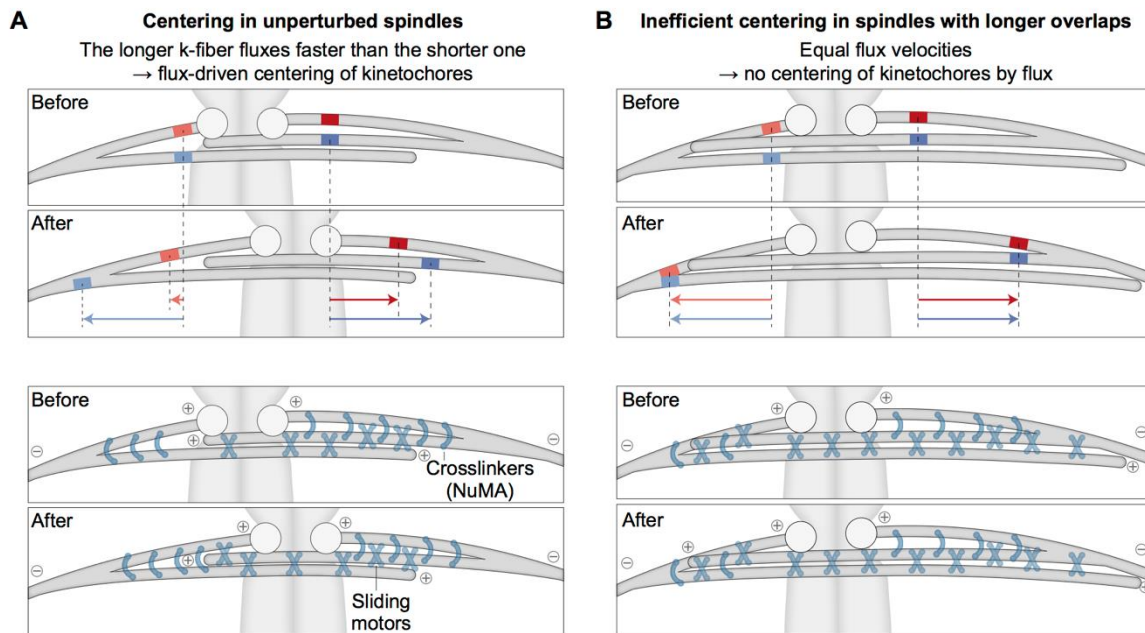 A
Centering in unperturbed spindles
The longer k-fiber fluxes faster than the shorter one
→ flux-driven centering of kinetochores
Before
After
Before
⊕
⊕
⊖
⊕
⊖
⊕
Crosslinkers
(NuMA)
After
⊕
⊕
⊖
⊕
⊖
⊕
Sliding
motors
B
Inefficient centering in spindles with longer overlaps
Equal flux velocities
→ no centering of kinetochores by flux
Before
After
Before
⊕
⊕
⊖
⊖
⊕
After
⊕
⊕
⊖
⊖
⊕